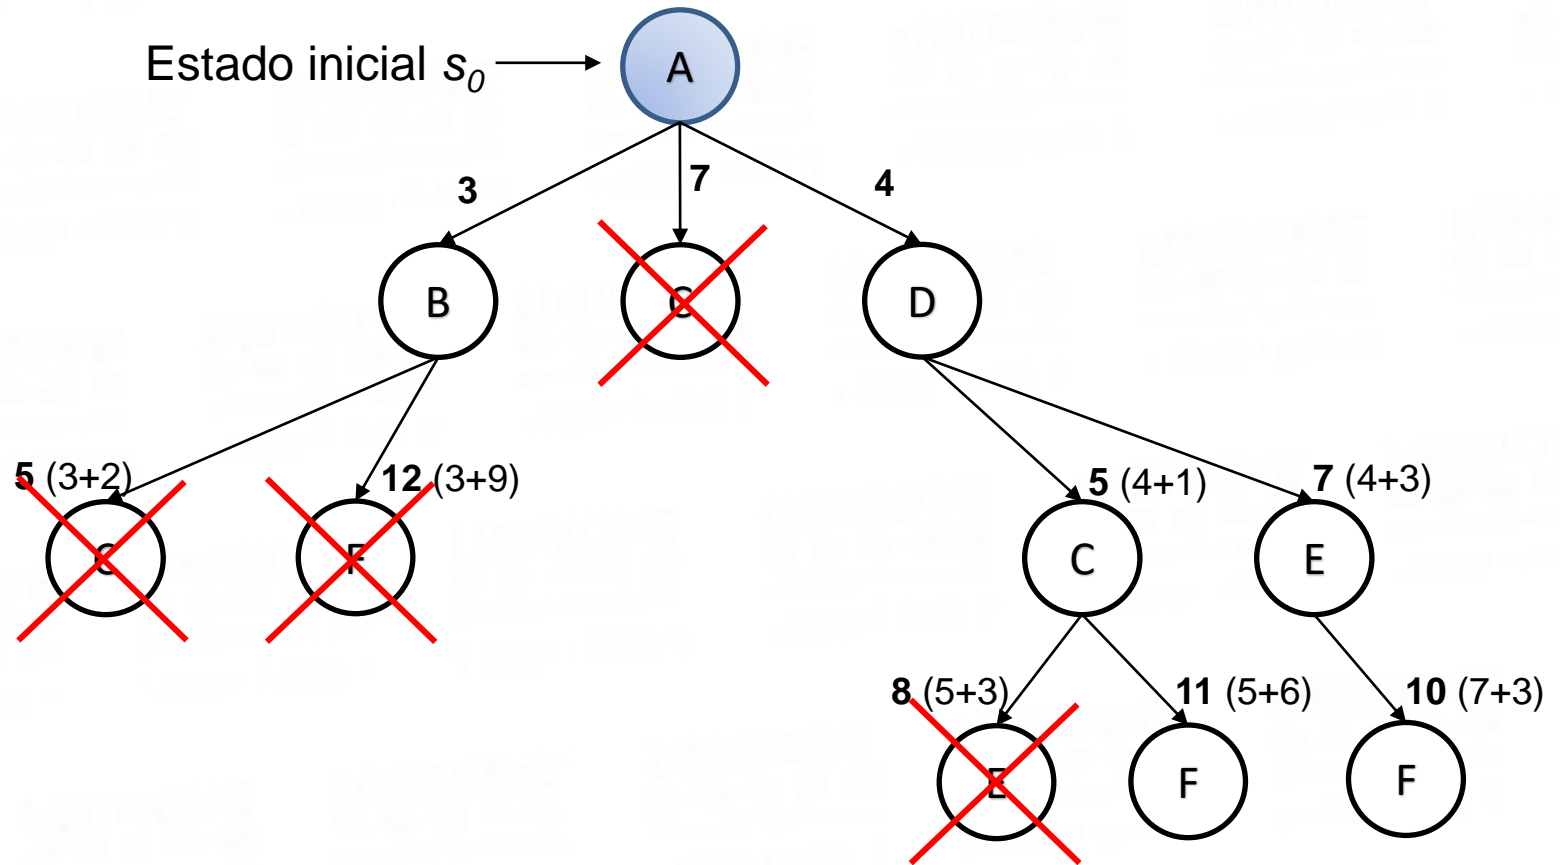 Estado inicial s0
A
3
7
4
B
C
D
5 (3+2)
12 (3+9)
5 (4+1)
7 (4+3)
C
F
C
E
8 (5+3)
11 (5+6)
10 (7+3)
E
F
F